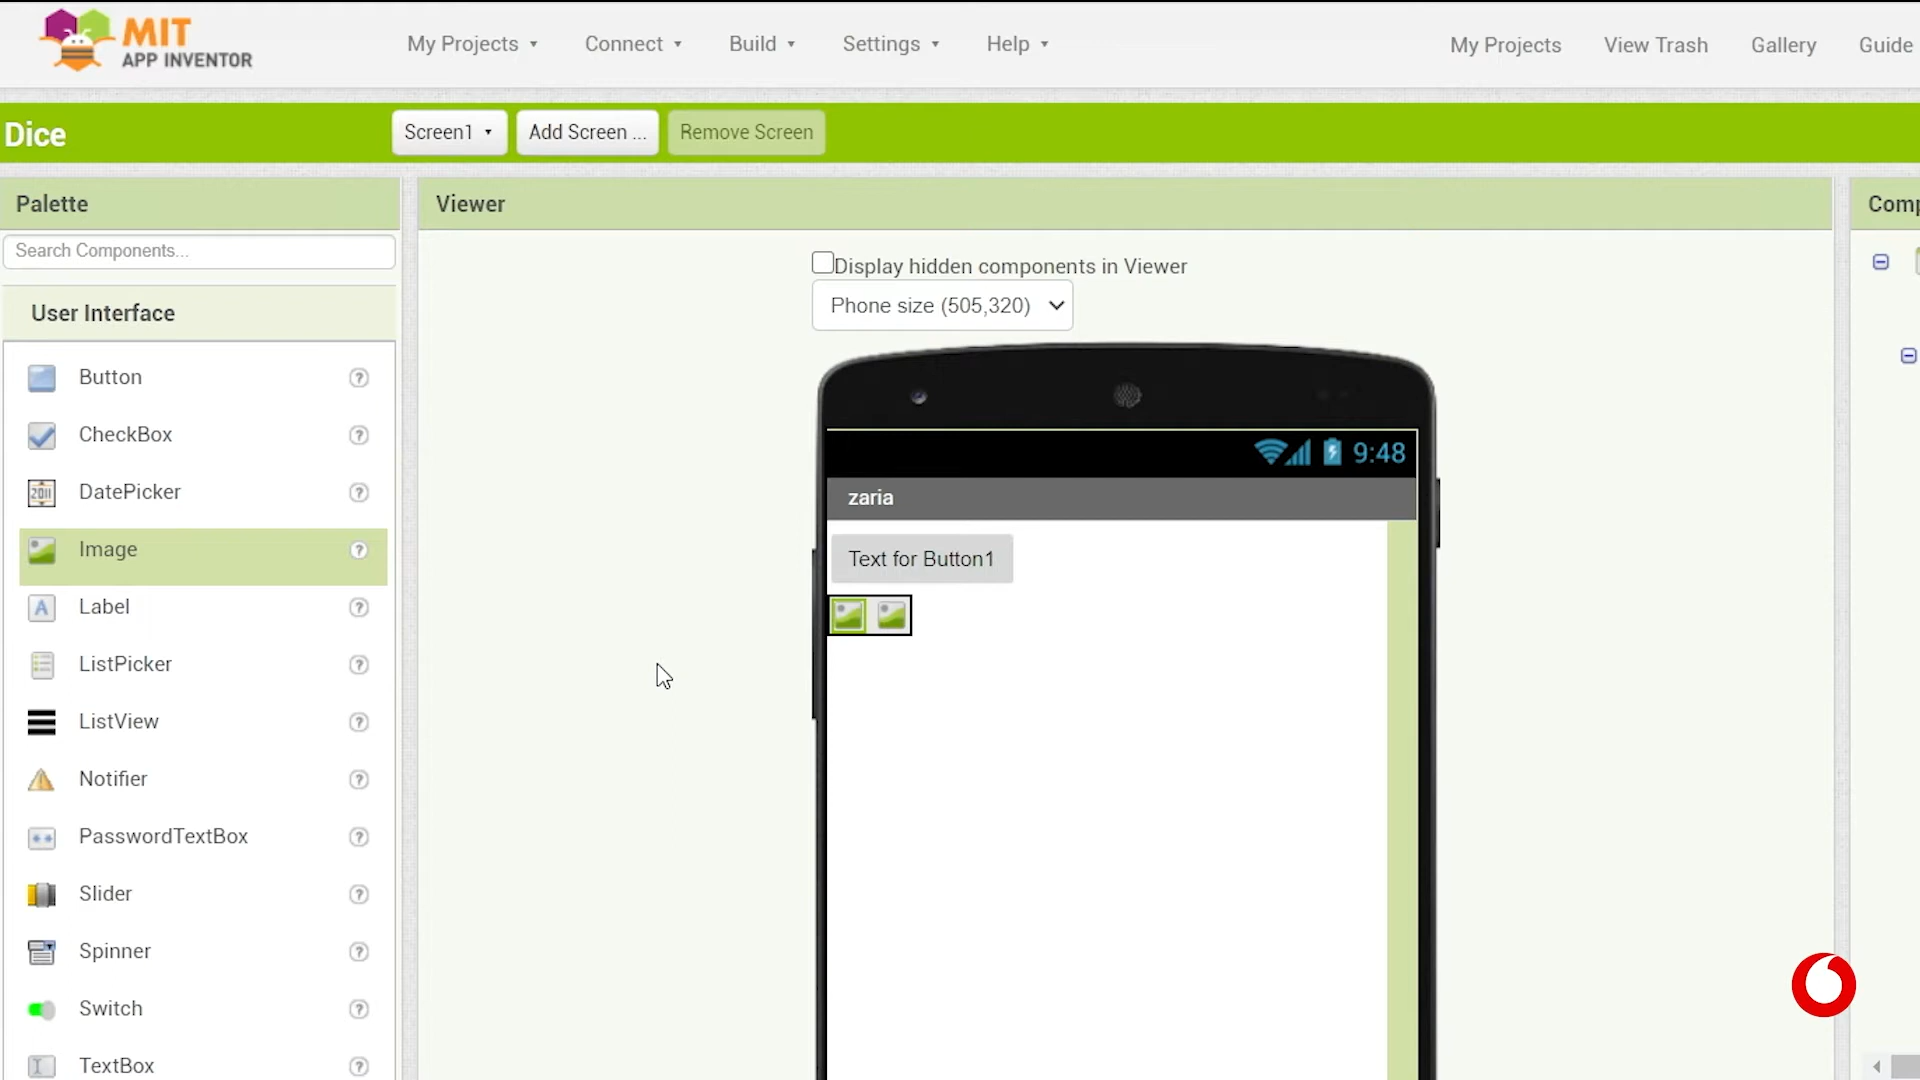 MIT
APP INVENTOR
My Projects
Connect
Build
Settings
Help
My Projects
View Trash
Gallery
Guide
Dice
Screen1
Add Screen ...
Remove Screen
Palette
Viewer
Comp
Search Components...
Display hidden components in Viewer
Phone size (505,320)
User Interface
Button
CheckBox
DatePicker
Image
Label
ListPicker
ListView
Notifier
PasswordTextBox
Slider
Spinner
Switch
TextBox
9:48
zaria
Text for Button1